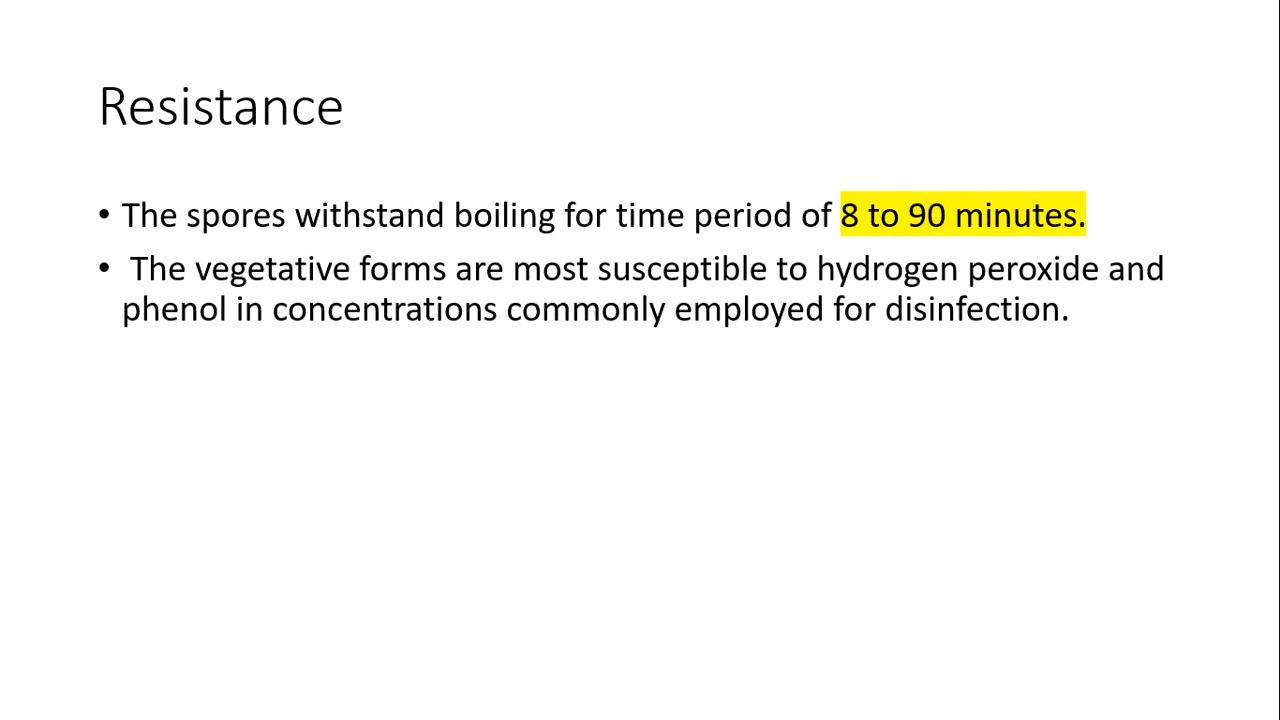 Resistance
• The spores withstand boiling for time period of 8 to 90 minutes.
• The vegetative forms are most susceptible to hydrogen peroxide and
phenol in concentrations commonly employed for disinfection.